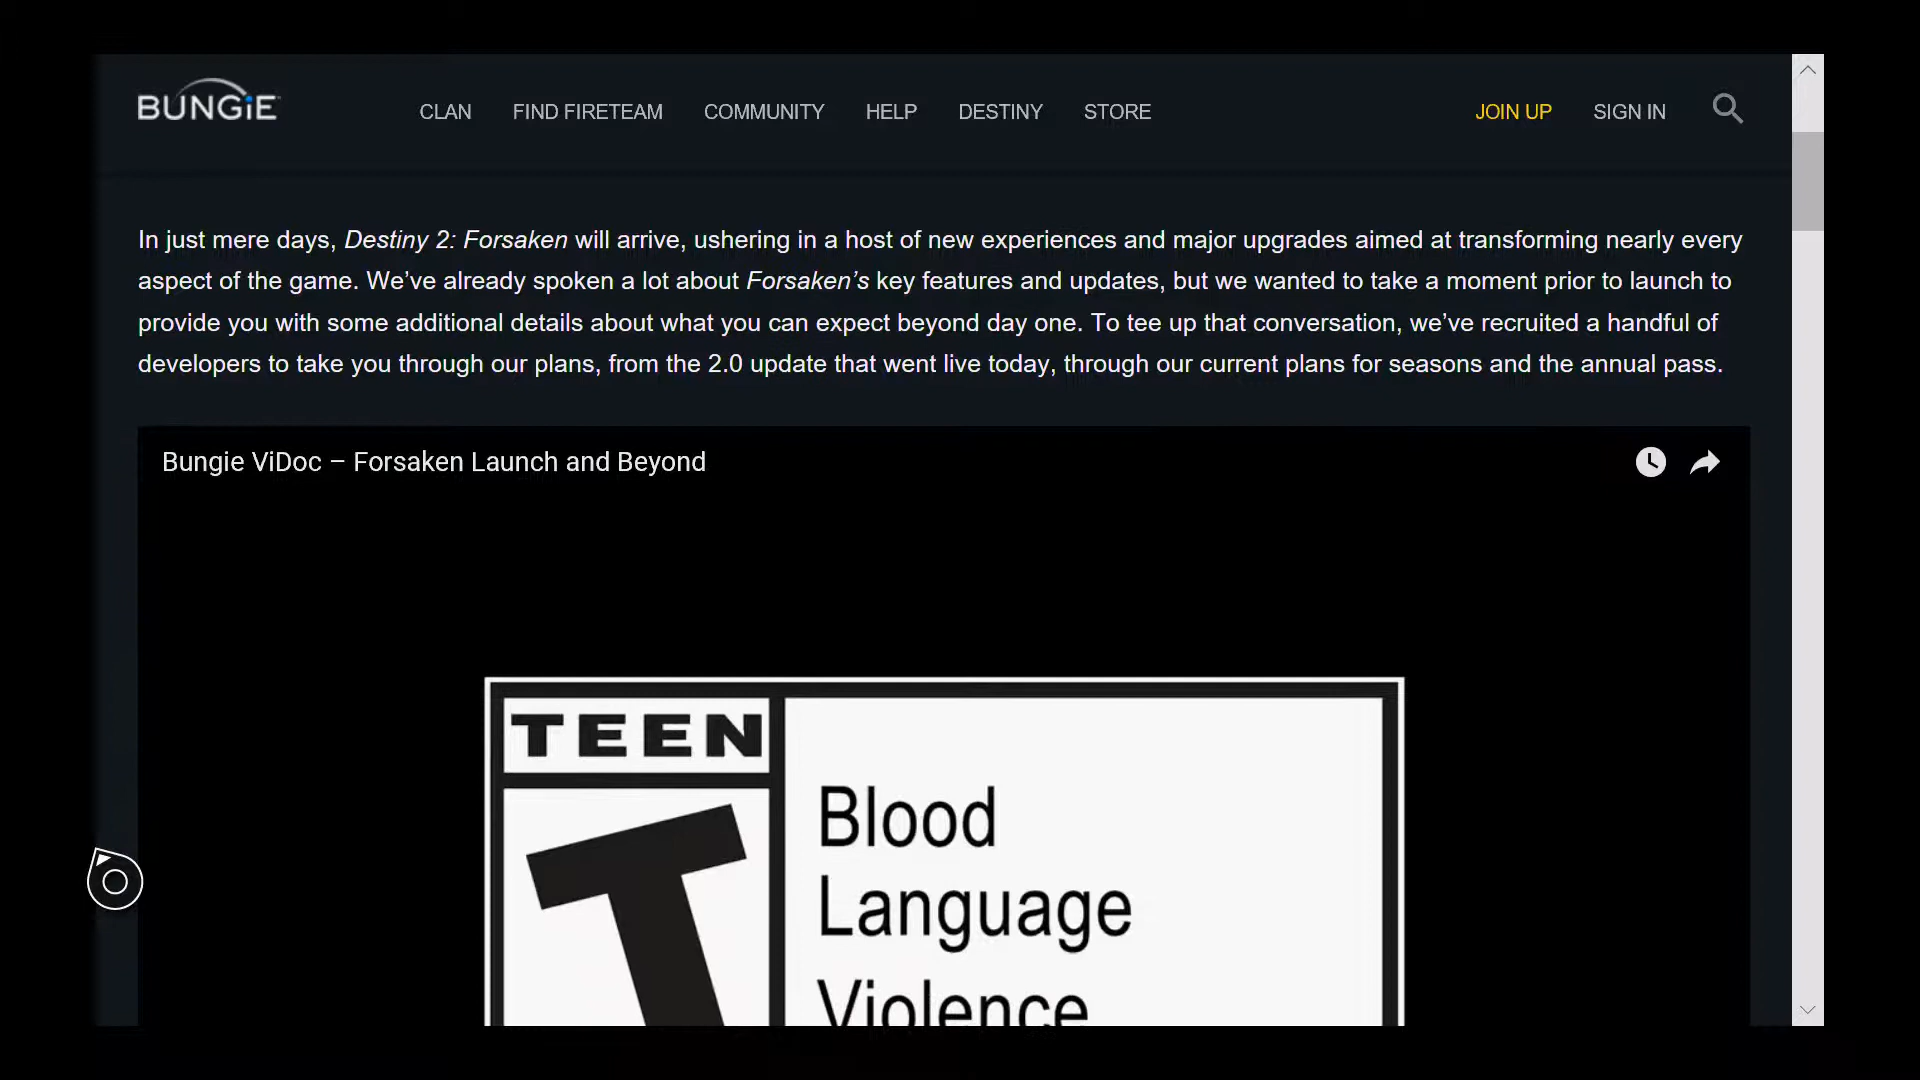 BUNGiE CLAN FIND FIRETEAM COMMUNITY HELP DESTINY STORE JOIN UP SIGN IN
In just mere days, Destiny 2: Forsaken will arrive, ushering in a host of new experiences and major upgrades aimed at transforming nearly every
aspect of the game. We’ve already spoken a lot about Forsaken’s key features and updates, but we wanted to take a moment prior to launch to
provide you with some additional details about what you can expect beyond day one. To tee up that conversation, we’ve recruited a handful of
developers to take you through our plans, from the 2.0 update that went live today, through our current plans for seasons and the annual pass.
Bungie ViDoc – Forsaken Launch and Beyond
TEEN
T
Blood
Language
Violence